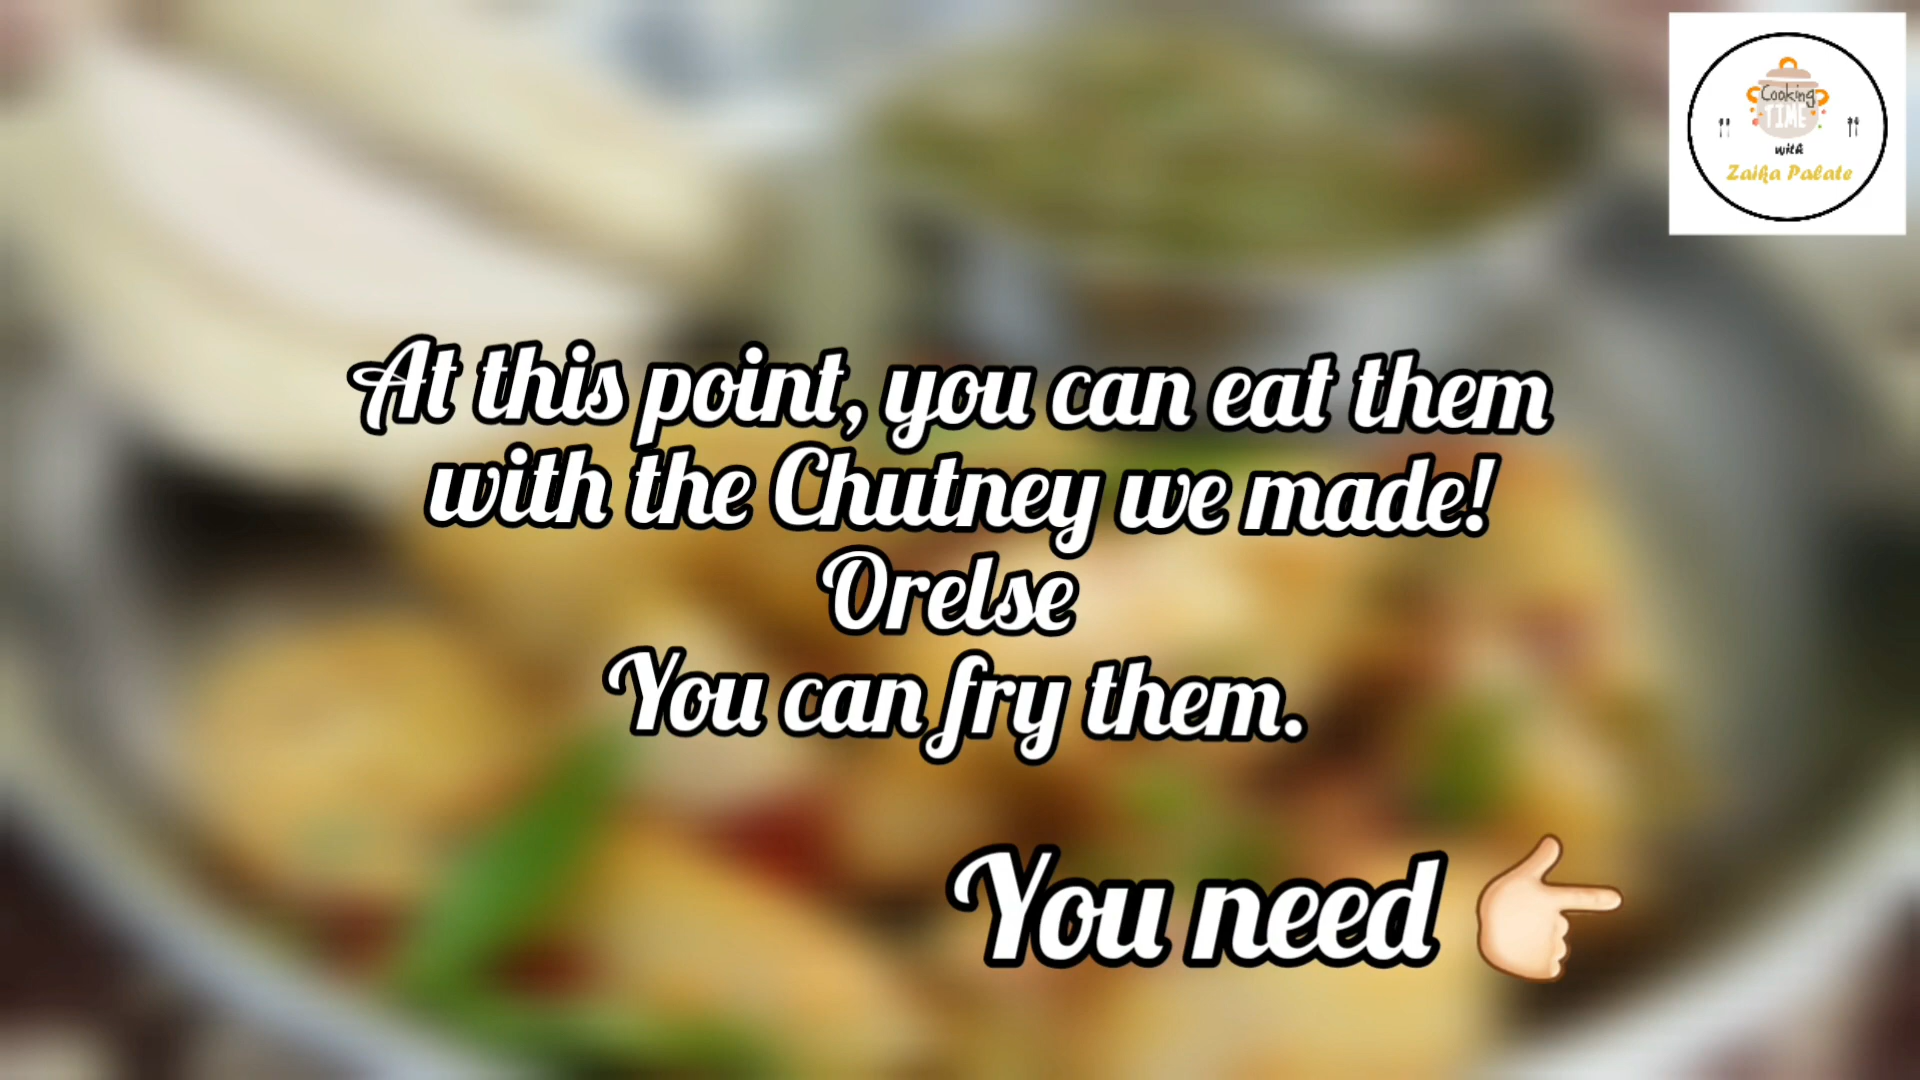 Cooking
TIME
with
Zaika Palate
At this point, you can eat them
with the Chutney we made!
Orelse
You can fry them.
You need